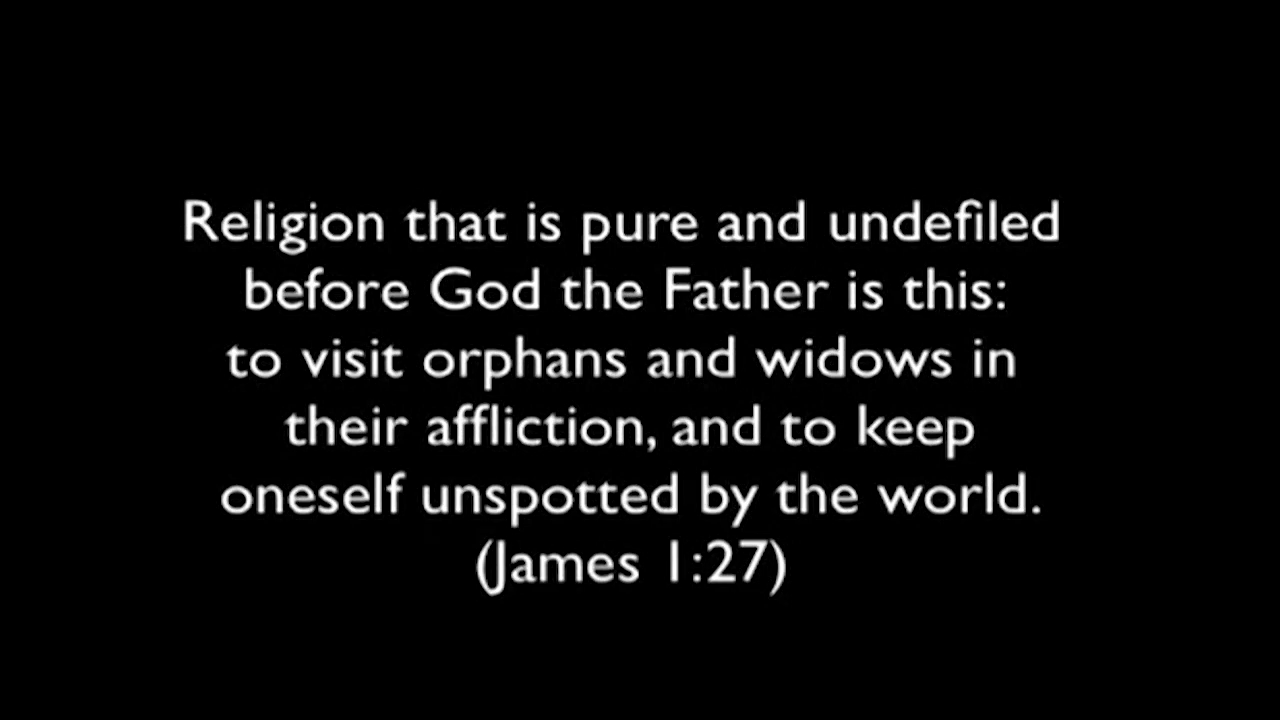 Religion that is pure and undefiled
before God the Father is this:
to visit orphans and widows in
their affliction, and to keep
oneself unspotted by the world.
(James 1:27)